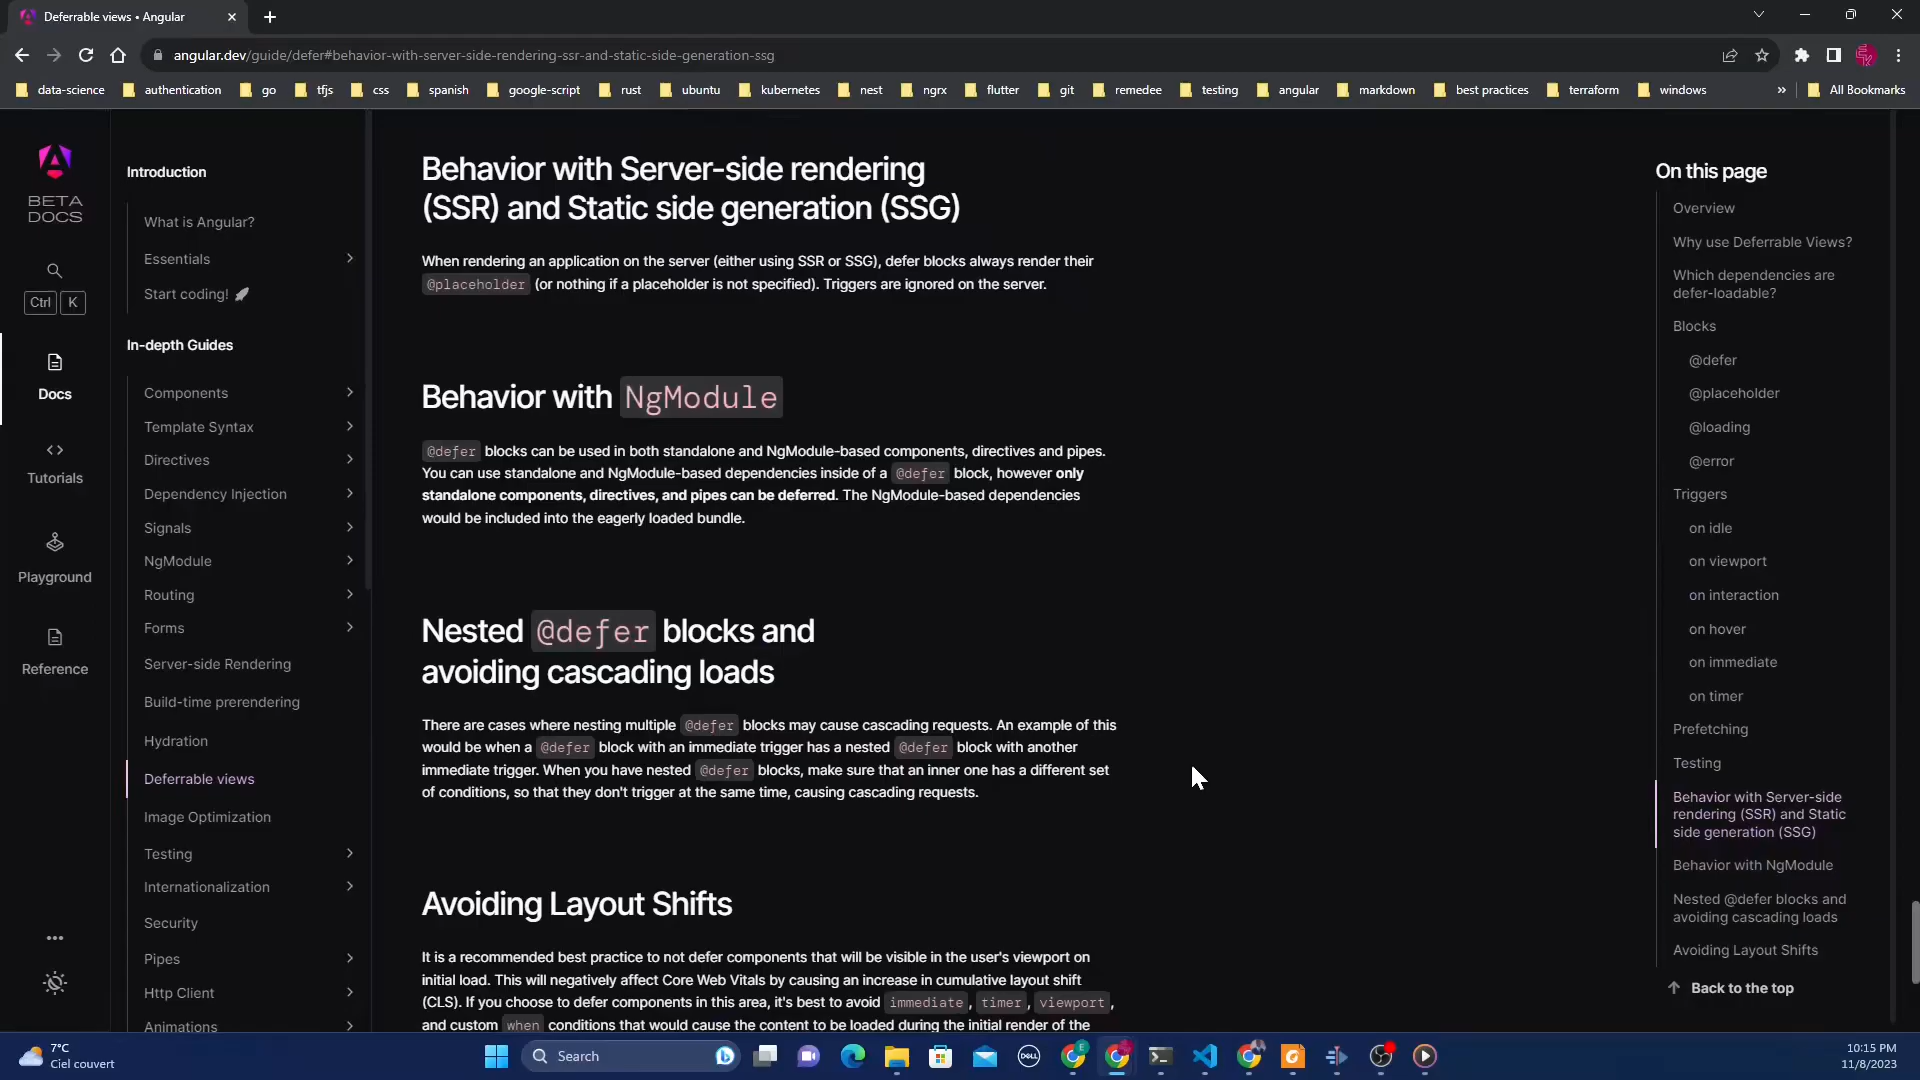 Deferrable views • Angular
angular.dev/guide/defer#behavior-with-server-side-rendering-ssr-and-static-side-generation-ssg
data-science authentication go tfjs css spanish google-script rust ubuntu kubernetes nest ngrx flutter git remedee testing angular markdown best practices terraform windows » All Bookmarks
BETA
DOCS
Ctrl K
Docs
Tutorials
Playground
Reference
Introduction
What is Angular?
Essentials
Start coding!
In-depth Guides
Components
Template Syntax
Directives
Dependency Injection
Signals
NgModule
Routing
Forms
Server-side Rendering
Build-time prerendering
Hydration
Deferrable views
Image Optimization
Testing
Internationalization
Security
Pipes
Http Client
Animations
Behavior with Server-side rendering
(SSR) and Static side generation (SSG)
When rendering an application on the server (either using SSR or SSG), defer blocks always render their
@placeholder (or nothing if a placeholder is not specified). Triggers are ignored on the server.
Behavior with NgModule
@defer blocks can be used in both standalone and NgModule-based components, directives and pipes.
You can use standalone and NgModule-based dependencies inside of a @defer block, however only
standalone components, directives, and pipes can be deferred. The NgModule-based dependencies
would be included into the eagerly loaded bundle.
Nested @defer blocks and
avoiding cascading loads
There are cases where nesting multiple @defer blocks may cause cascading requests. An example of this
would be when a @defer block with an immediate trigger has a nested @defer block with another
immediate trigger. When you have nested @defer blocks, make sure that an inner one has a different set
of conditions, so that they don't trigger at the same time, causing cascading requests.
Avoiding Layout Shifts
It is a recommended best practice to not defer components that will be visible in the user's viewport on
initial load. This will negatively affect Core Web Vitals by causing an increase in cumulative layout shift
(CLS). If you choose to defer components in this area, it's best to avoid immediate, timer, viewport,
and custom when conditions that would cause the content to be loaded during the initial render of the
On this page
Overview
Why use Deferrable Views?
Which dependencies are
defer-loadable?
Blocks
@defer
@placeholder
@loading
@error
Triggers
on idle
on viewport
on interaction
on hover
on immediate
on timer
Prefetching
Testing
Behavior with Server-side
rendering (SSR) and Static
side generation (SSG)
Behavior with NgModule
Nested @defer blocks and
avoiding cascading loads
Avoiding Layout Shifts
Back to the top
7°C
Ciel couvert
Search
DELL
10:15 PM
11/8/2023